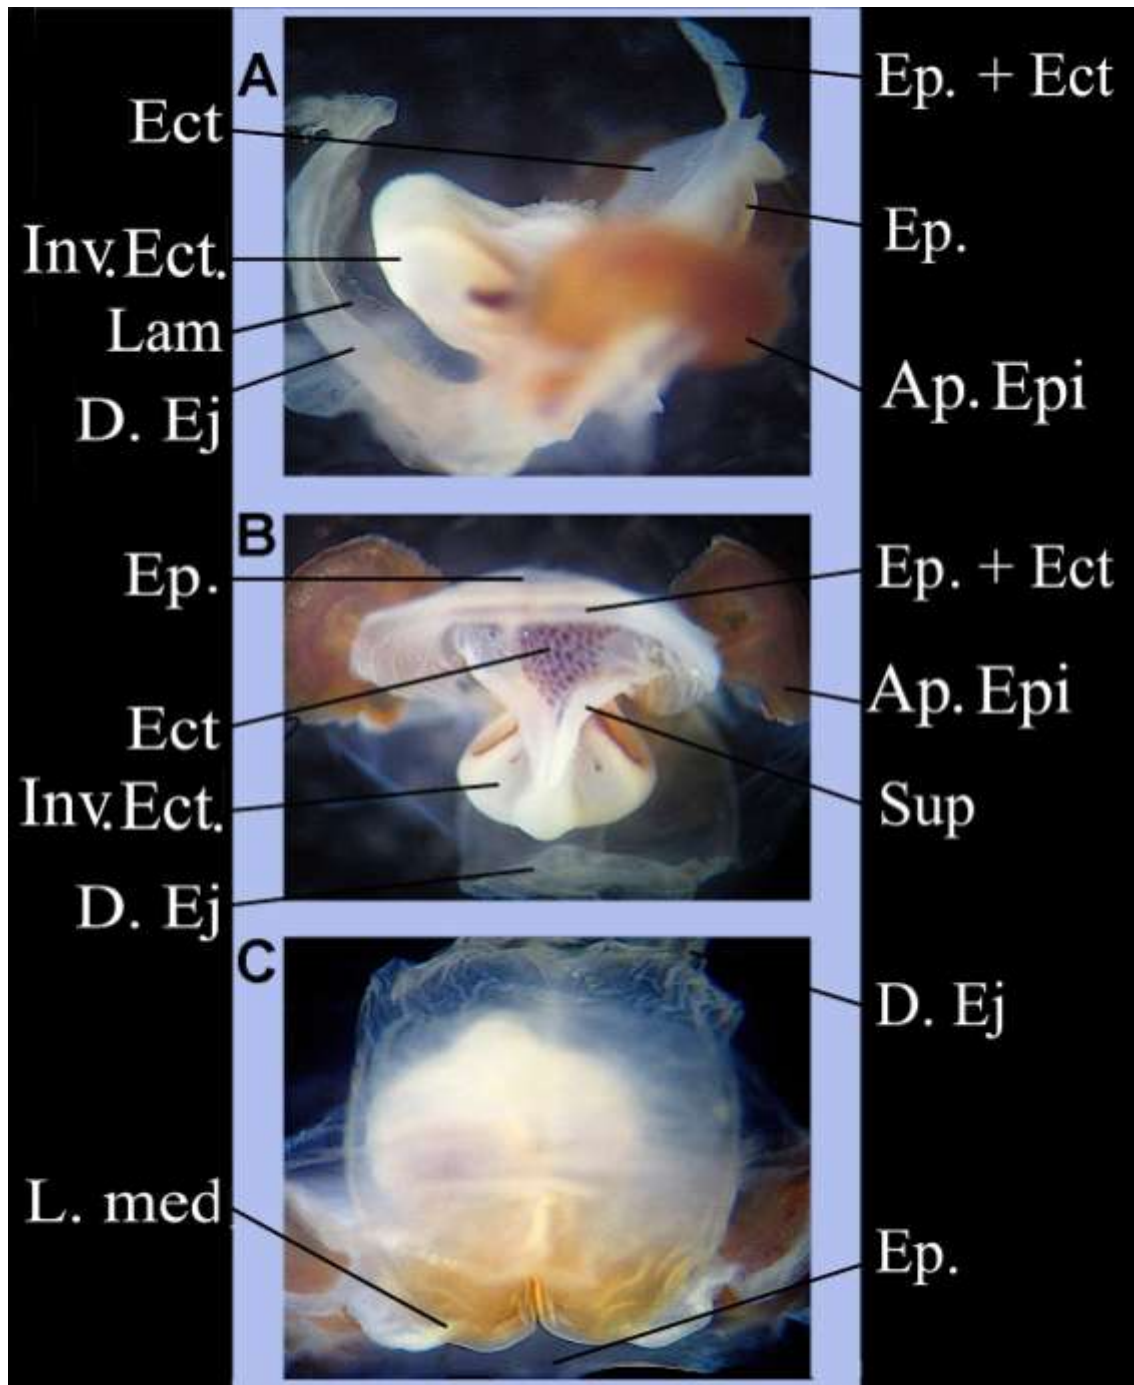 A
Ep. + Ect
Ect
Ep.
Inv.Ect.
Lam
Ap. Epi
D. Ej
B
Ep.
Ep. + Ect
Ap. Epi
Ect
Inv.Ect.
Sup
D. Ej
C
D. Ej
L. med
Ep.